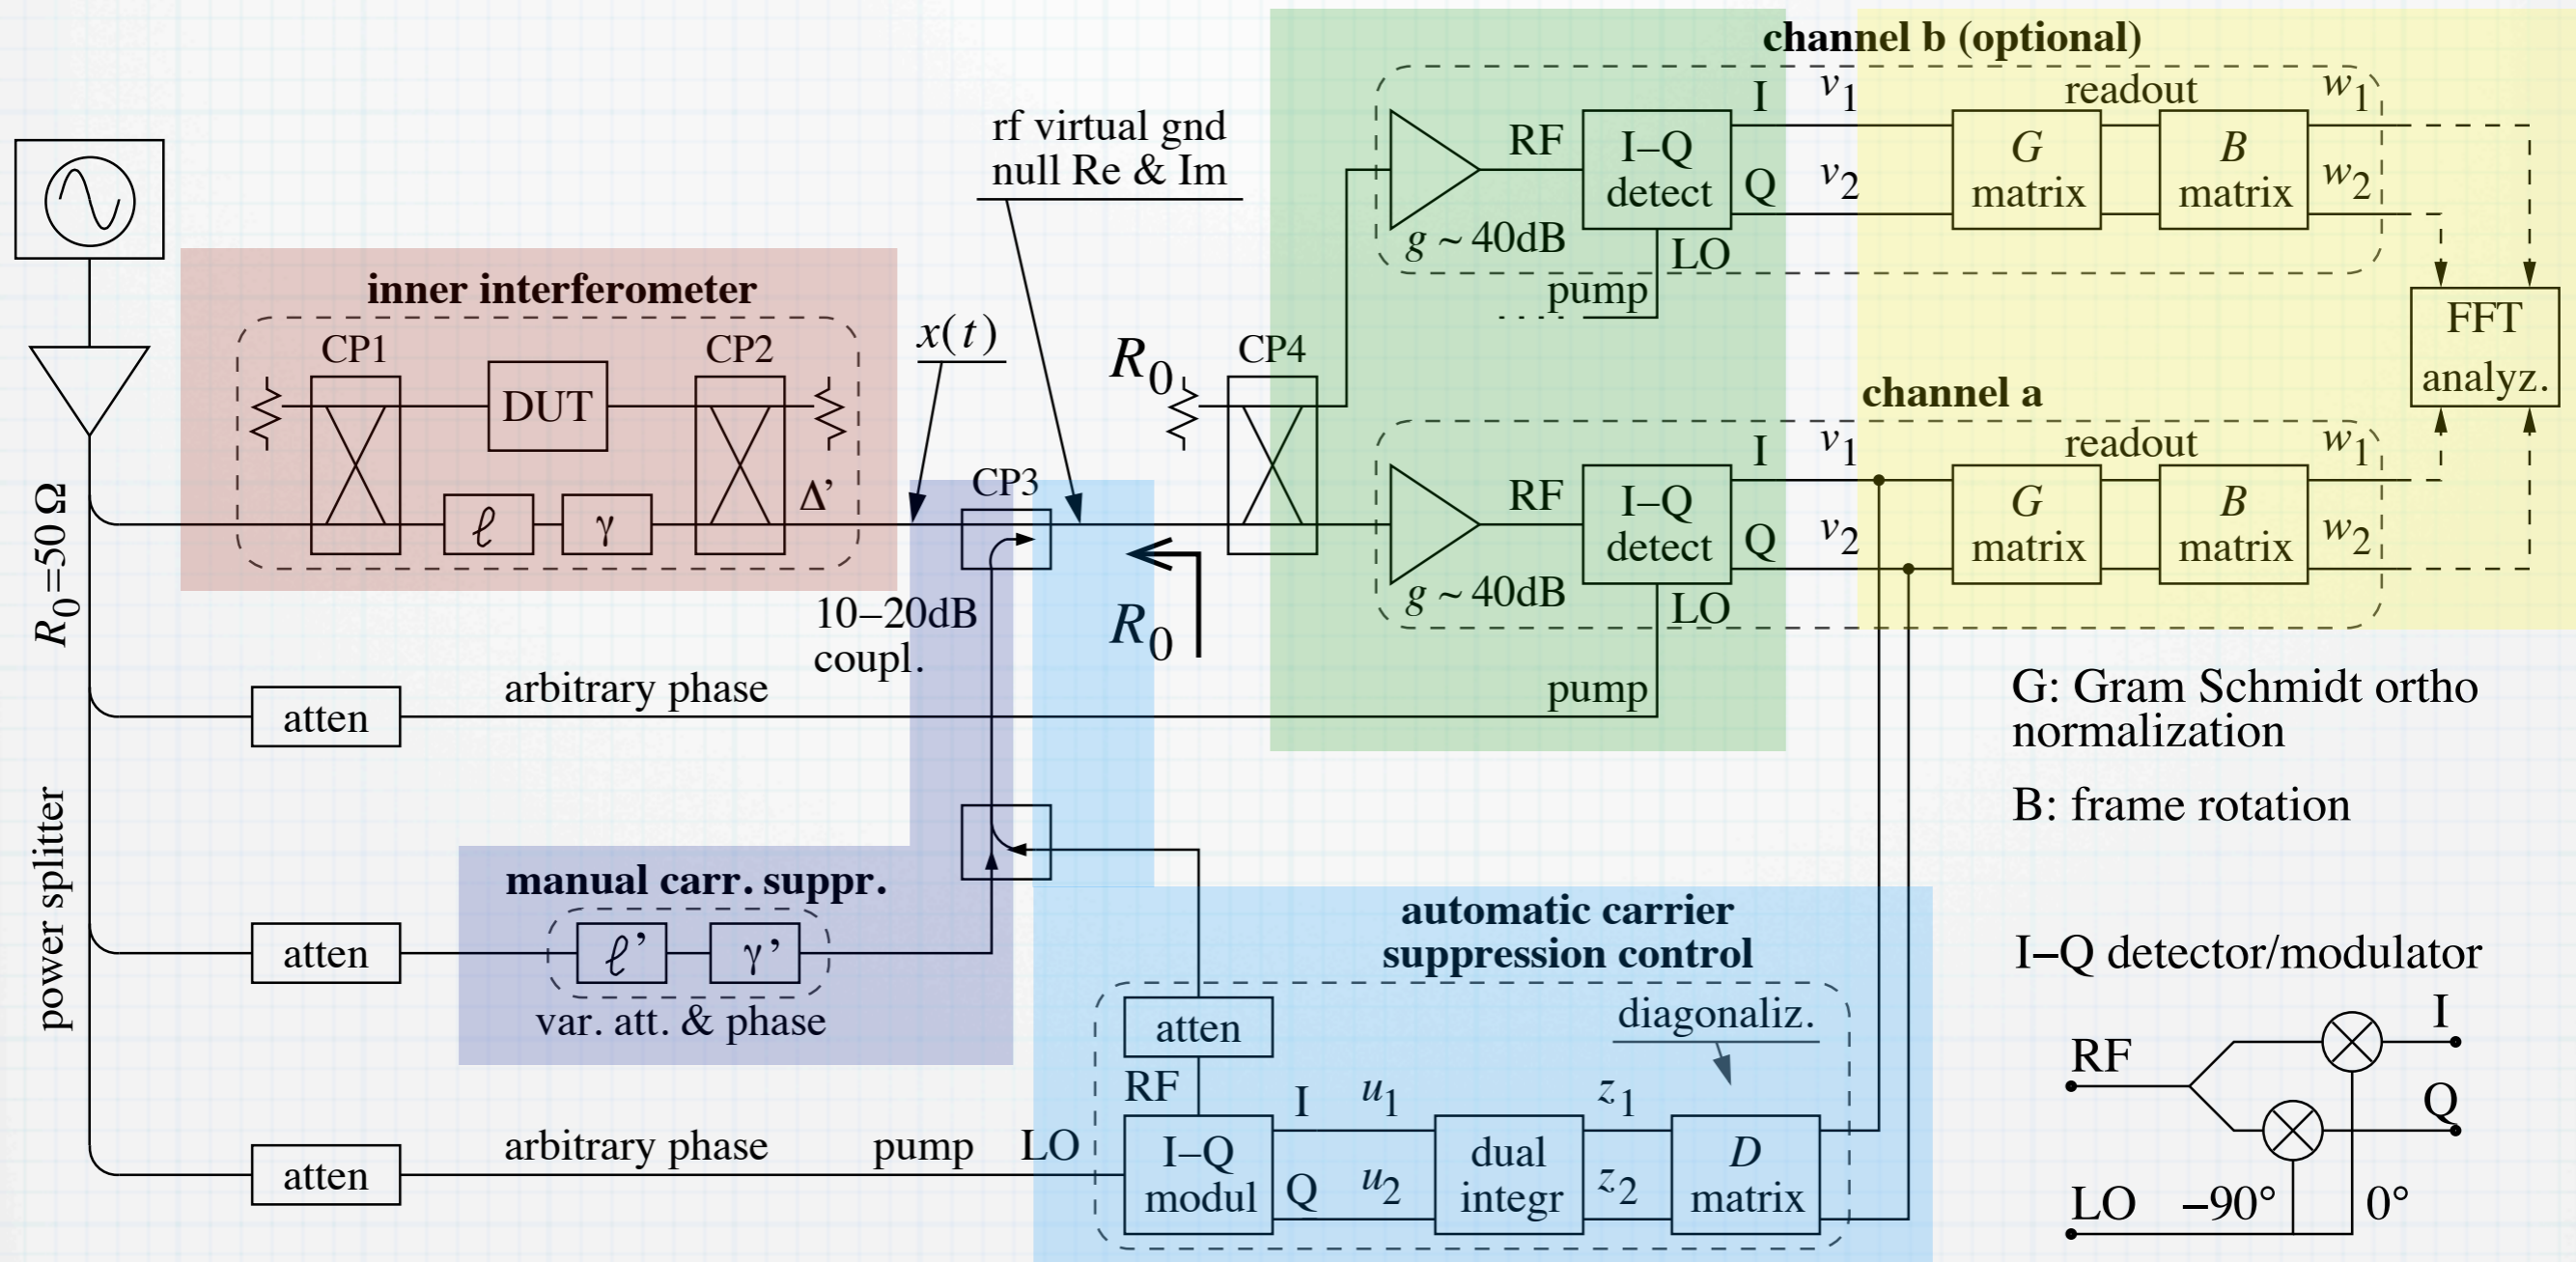 channel b (optional)
I
v1
readout
w1
rf virtual gnd
null Re & Im
RF
I–Q
detect
G
matrix
B
matrix
Q
v2
w2
g ~ 40dB
LO
pump
inner interferometer
FFT
analyz.
CP1
DUT
CP2
x(t)
R0
CP4
channel a
I
v1
readout
w1
CP3
Δ’
ℓ
γ
RF
I–Q
detect
G
matrix
B
matrix
Q
v2
w2
R0=50 Ω
g ~ 40dB
LO
10–20dB
coupl.
R0
arbitrary phase
pump
atten
G: Gram Schmidt ortho
normalization
B: frame rotation
power splitter
manual carr. suppr.
automatic carrier
suppression control
atten
ℓ’
γ’
var. att. & phase
I–Q detector/modulator
atten
diagonaliz.
RF
I
u1
z1
arbitrary phase
pump
LO
atten
I–Q
modul
Q
u2
dual
integr
z2
D
matrix
RF
I
Q
LO
–90°
0°